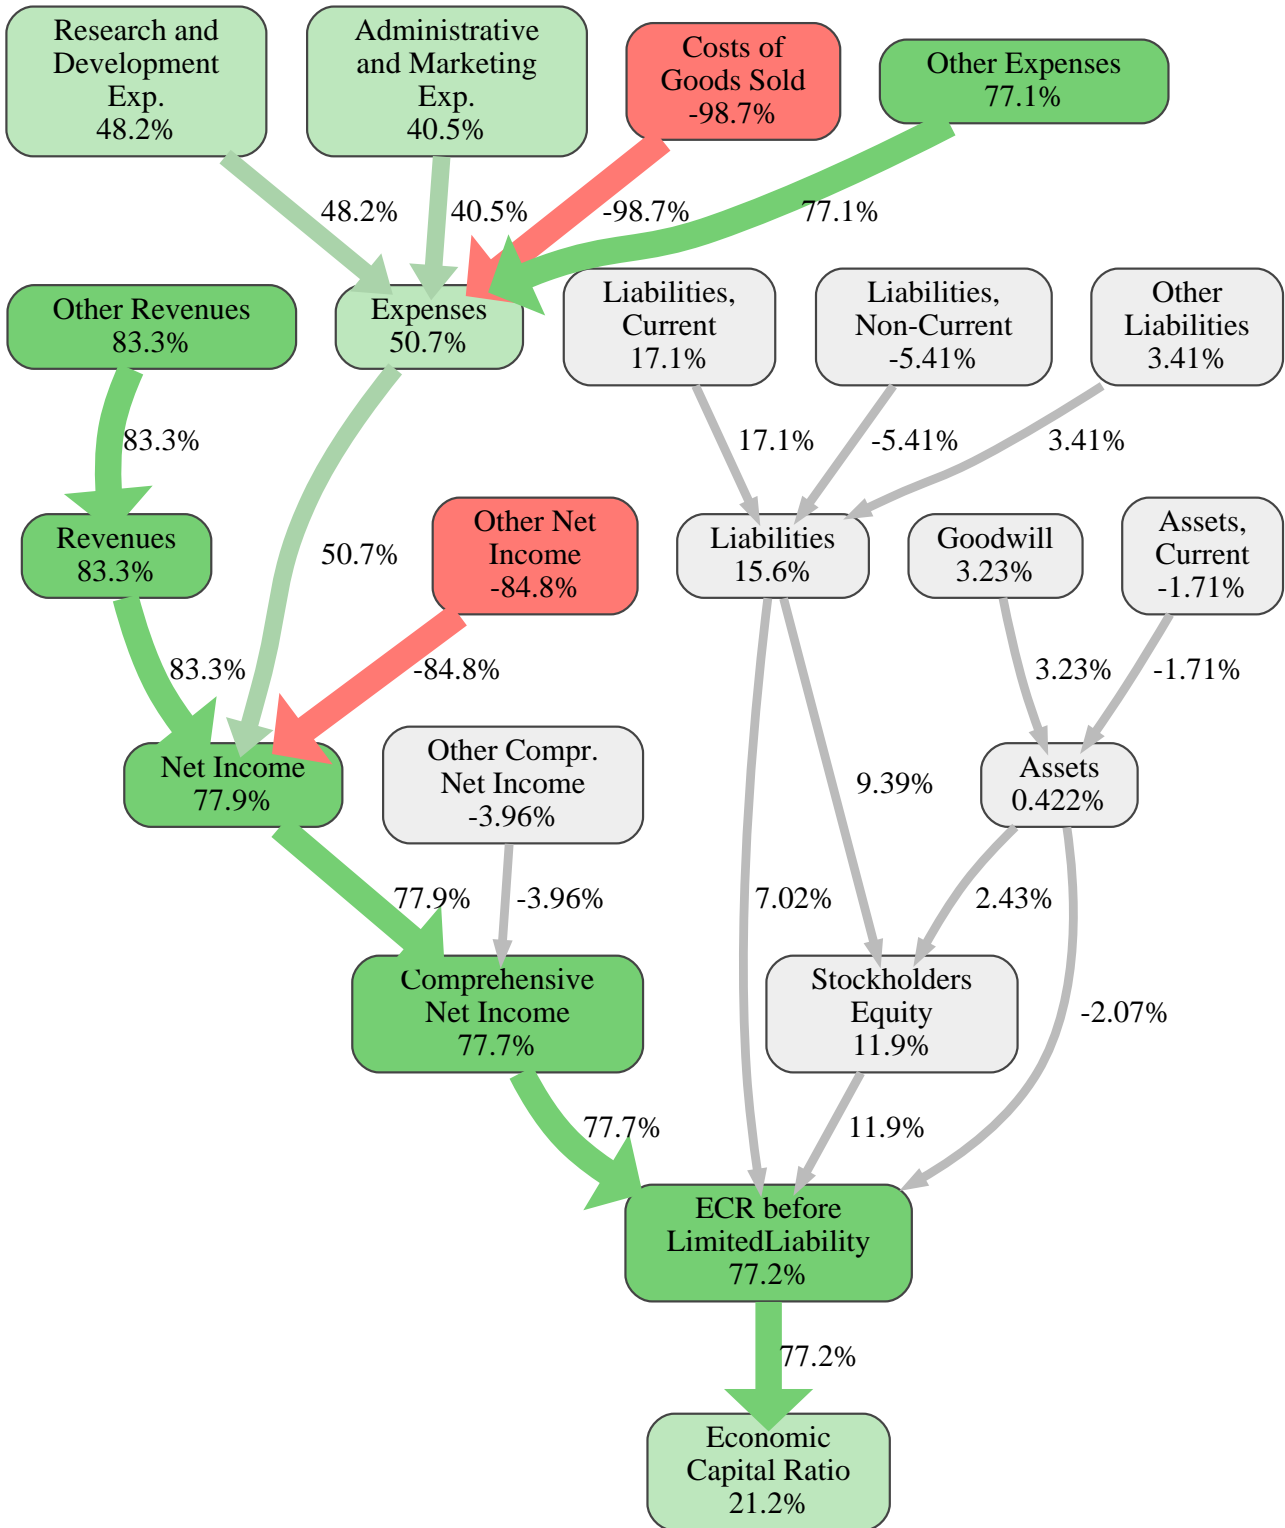 Research and
Development
Exp.
48.2%
Administrative
and Marketing
Exp.
40.5%
Costs of
Goods Sold
-98.7%
Other Expenses
77.1%
48.2%
40.5%
-98.7%
77.1%
Other Revenues
83.3%
Expenses
50.7%
Liabilities,
Current
17.1%
Liabilities,
Non-Current
-5.41%
Other
Liabilities
3.41%
83.3%
17.1%
-5.41%
3.41%
Revenues
83.3%
50.7%
Other Net
Income
-84.8%
Liabilities
15.6%
Goodwill
3.23%
Assets,
Current
-1.71%
83.3%
-84.8%
3.23%
-1.71%
Net Income
77.9%
Other Compr.
Net Income
-3.96%
9.39%
Assets
0.422%
77.9%
-3.96%
7.02%
2.43%
Comprehensive
Net Income
77.7%
Stockholders
Equity
11.9%
-2.07%
77.7%
11.9%
ECR before
LimitedLiability
77.2%
77.2%
Economic
Capital Ratio
21.2%